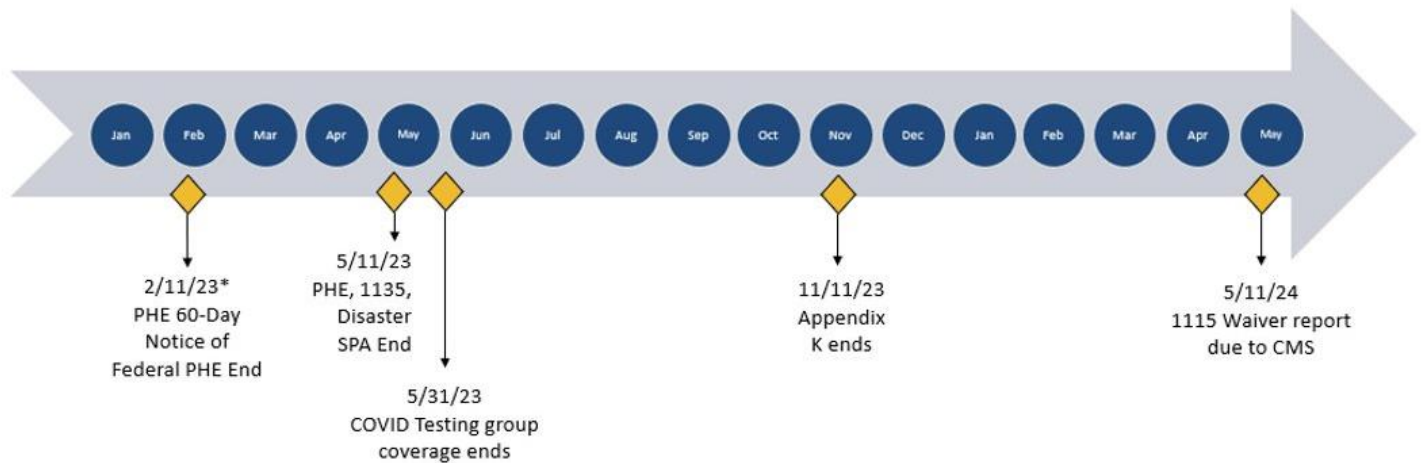 Jan Feb Mar Apr May Jun Jul Aug Sep Oct Nov Dec Jan Feb Mar Apr May
2/11/23*
PHE 60-Day
Notice of
Federal PHE End
5/11/23
PHE, 1135,
Disaster
SPA End
5/31/23
COVID Testing group
coverage ends
11/11/23
Appendix
K ends
5/11/24
1115 Waiver report
due to CMS